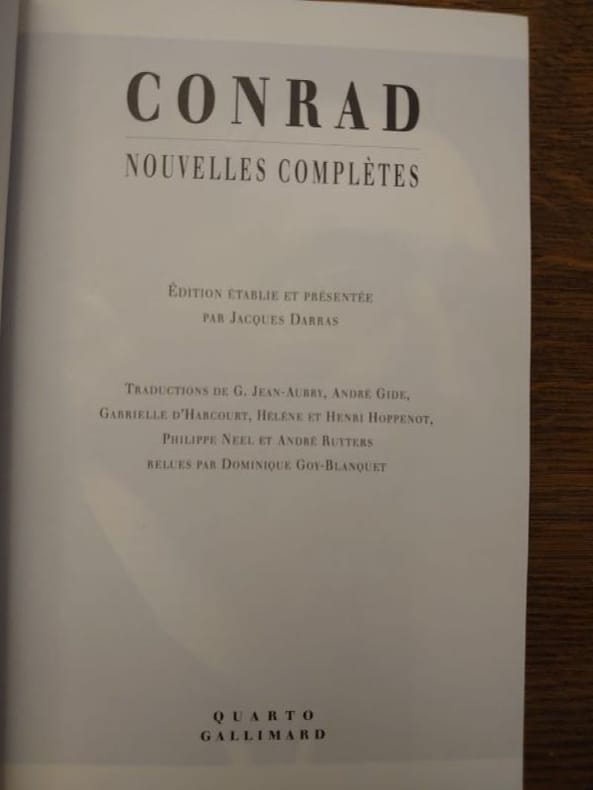 CONRAD
NOUVELLES COMPLÈTES
ÉDITION ÉTABLIE ET PRÉSENTÉE
PAR JACQUES DARRAS
TRADUCTIONS DE G. JEAN-AUBRY, ANDRÉ GIDE,
GABRIELLE D'HARCOURT, HÉLÈNE ET HENRI HOPPENOT,
PHILIPPE NEEL ET ANDRÉ RUYTERS
RELUES PAR DOMINIQUE GOY-BLANQUET
QUARTO
GALLIMARD